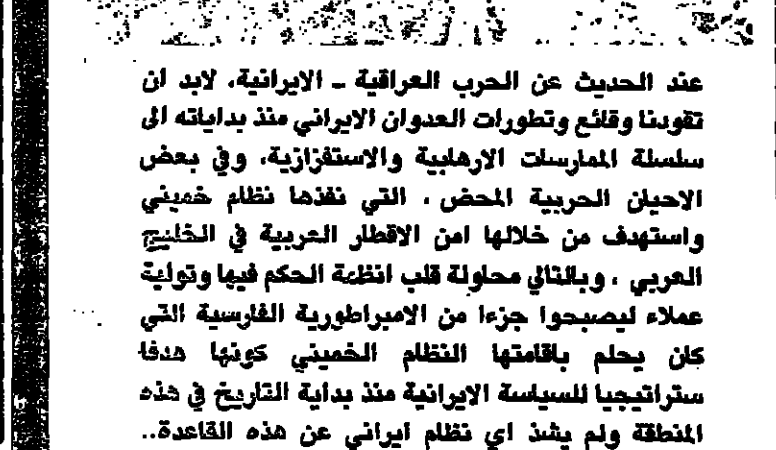 عند الحديث عن الحرب العراقية - الايرانية، لابد ان
تقودنا وقائع وتطورات العدوان الايراني منذ بداياته الى
سلسلة الممارسات الارهابية والاستفزازية، وفي بعض
الاحيان الحربية المحض ، التي نفذها نظام خميني
واستهدف من خلالها امن الاقطار العربية في الخليج
العربي ، وبالتالي محاولة قلب انظمة الحكم فيها وتولية
عملاء ليصبحوا جزءا من الامبراطورية الفارسية التي
كان يحلم باقامتها النظام الخميني كونها هدفا
ستراتيجيا للسياسة الايرانية منذ بداية التاريخ في هذه
المنطقة ولم يشذ اي نظام ايراني عن هذه القاعدة..